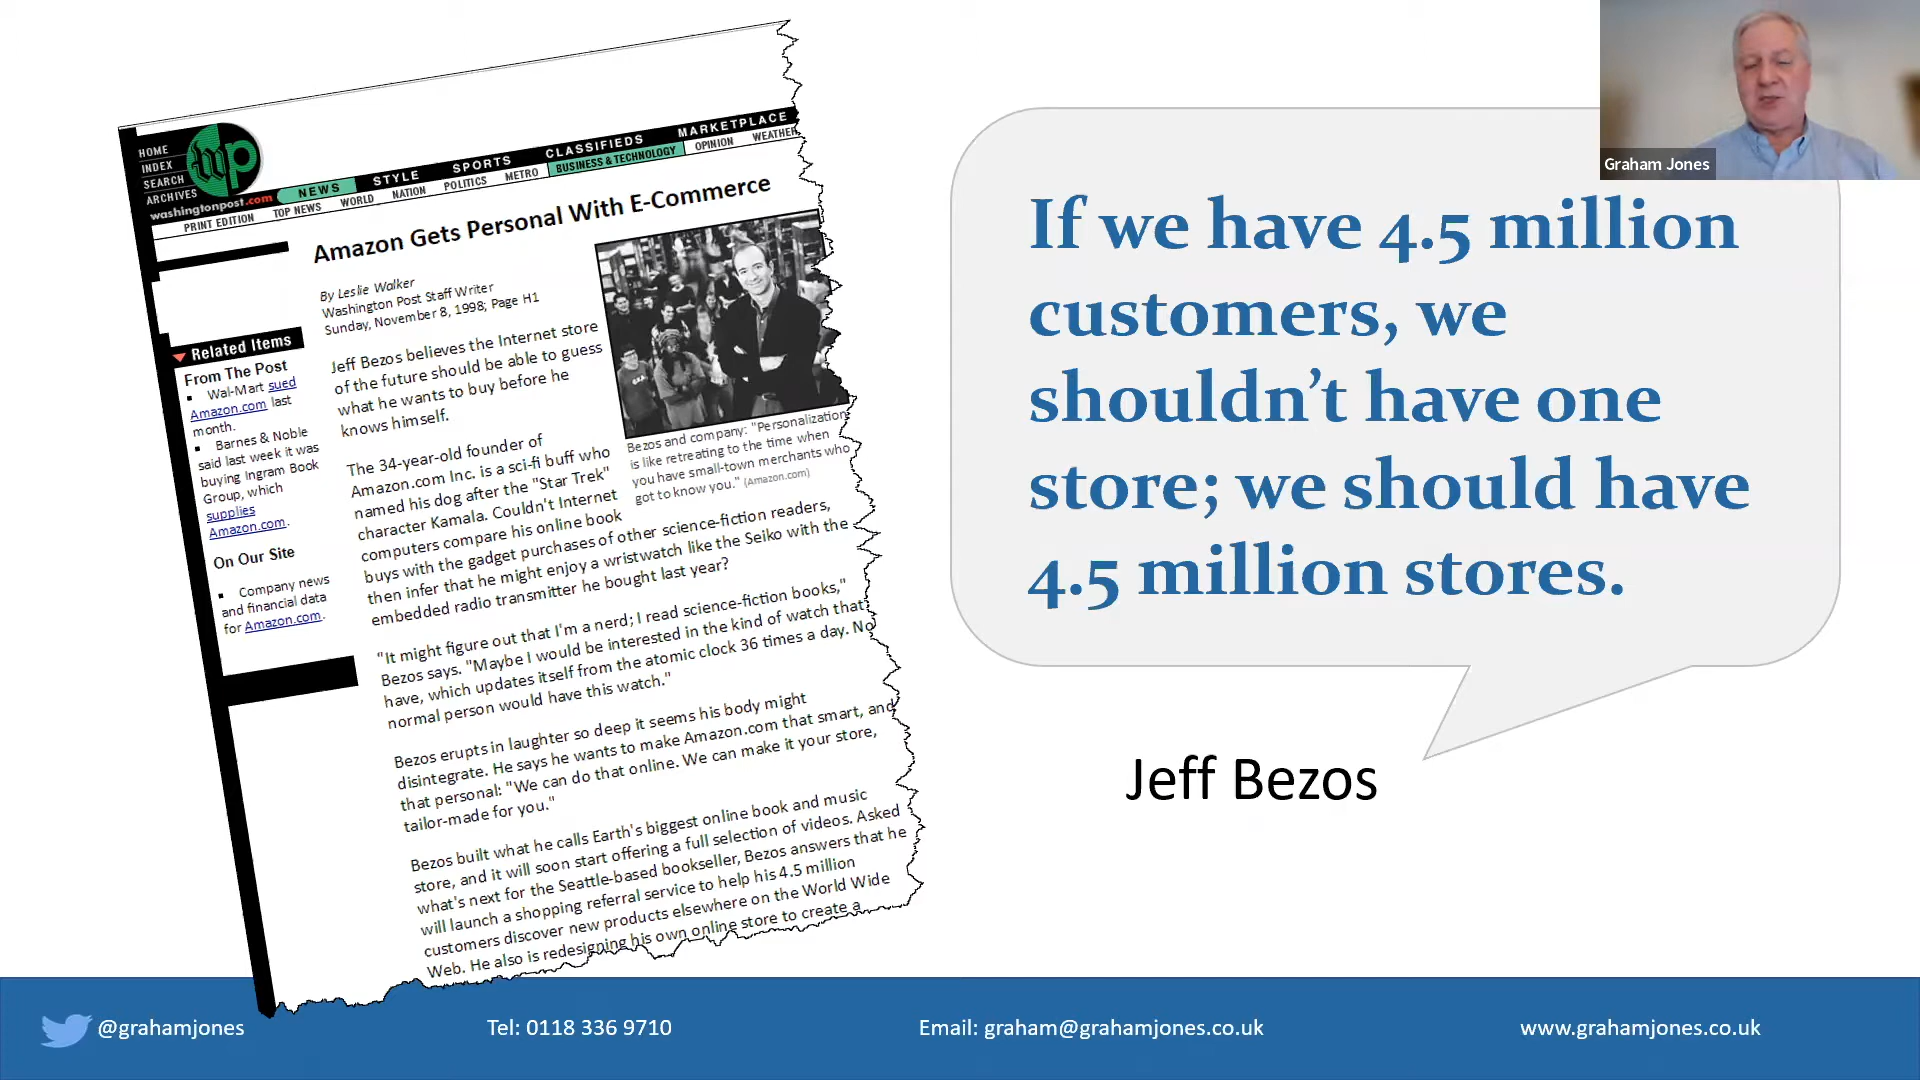 HOME
INDEX
SEARCH
ARCHIVES
wp
washingtonpost.com
NEWS STYLE SPORTS CLASSIFIEDS MARKETPLACE
PRINT EDITION TOP NEWS WORLD NATION POLITICS METRO BUSINESS & TECHNOLOGY OPINION WEATHER
Amazon Gets Personal With E-Commerce
By Leslie Walker
Washington Post Staff Writer
Sunday, November 8, 1998; Page H1
Related Items
From The Post
▪ Wal-Mart sued
Amazon.com last
month.
▪ Barnes & Noble
said last week it was
buying Ingram Book
Group, which
supplies
Amazon.com.
On Our Site
▪ Company news
and financial data
for Amazon.com.
Jeff Bezos believes the Internet store
of the future should be able to guess
what he wants to buy before he
knows himself.
Bezos and company: "Personalization
is like retreating to the time when
you have small-town merchants who
got to know you." (Amazon.com)
The 34-year-old founder of
Amazon.com Inc. is a sci-fi buff who
named his dog after the "Star Trek"
character Kamala. Couldn't Internet
computers compare his online book
buys with the gadget purchases of other science-fiction readers,
then infer that he might enjoy a wristwatch like the Seiko with the
embedded radio transmitter he bought last year?
"It might figure out that I'm a nerd; I read science-fiction books,"
Bezos says. "Maybe I would be interested in the kind of watch that I
have, which updates itself from the atomic clock 36 times a day. No
normal person would have this watch."
Bezos erupts in laughter so deep it seems his body might
disintegrate. He says he wants to make Amazon.com that smart, and
that personal: "We can do that online. We can make it your store,
tailor-made for you."
Bezos built what he calls Earth's biggest online book and music
store, and it will soon start offering a full selection of videos. Asked
what's next for the Seattle-based bookseller, Bezos answers that he
will launch a shopping referral service to help his 4.5 million
customers discover new products elsewhere on the World Wide
Web. He also is redesigning his own online store to create a
If we have 4.5 million
customers, we
shouldn't have one
store; we should have
4.5 million stores.
Jeff Bezos
Graham Jones
@grahamjones Tel: 0118 336 9710 Email: graham@grahamjones.co.uk www.grahamjones.co.uk